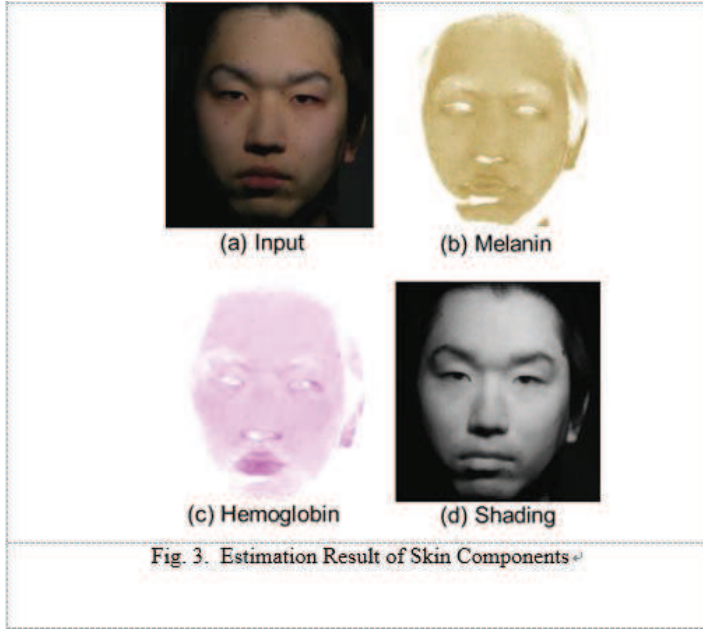 (a) Input
(b) Melanin
(c) Hemoglobin
(d) Shading
Fig. 3. Estimation Result of Skin Components